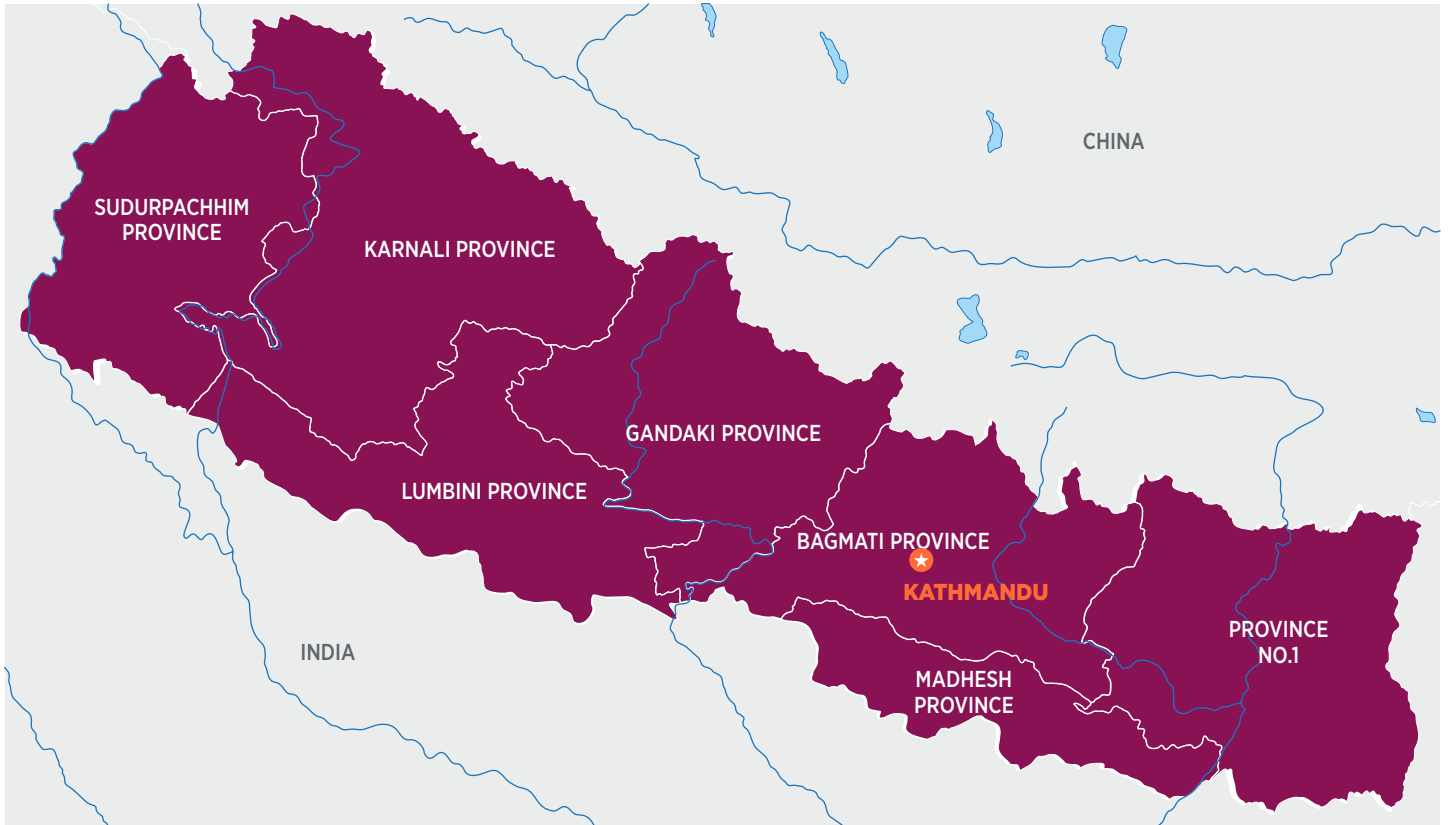 CHINA
SUDURPACHHIM
PROVINCE
KARNALI PROVINCE
GANDAKI PROVINCE
LUMBINI PROVINCE
BAGMATI PROVINCE
KATHMANDU
PROVINCE
NO.1
INDIA
MADHESH
PROVINCE